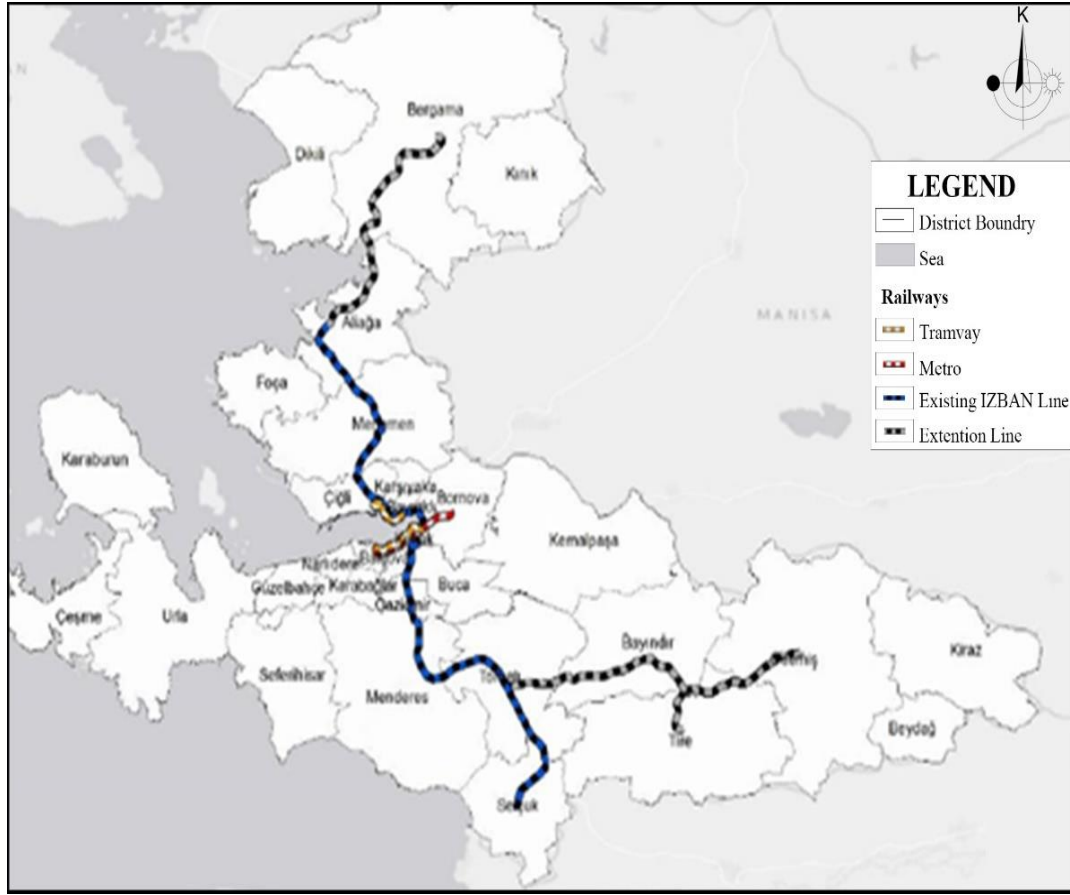 K
Bergama
Dikili
Kınık
LEGEND
District Boundry
Sea
Railways
Tramvay
Metro
Existing IZBAN Line
Extention Line
MANISA
Aliağa
Foça
Menemen
Karaburun
Çiğli
Karşıyaka
Bornova
Kemalpaşa
Narlıdere
Güzelbahçe
Karabağlar
Buca
Gaziemir
Çeşme
Urla
Bayındır
Kiraz
Seferihisar
Menderes
Beydağ
Tire
Selçuk